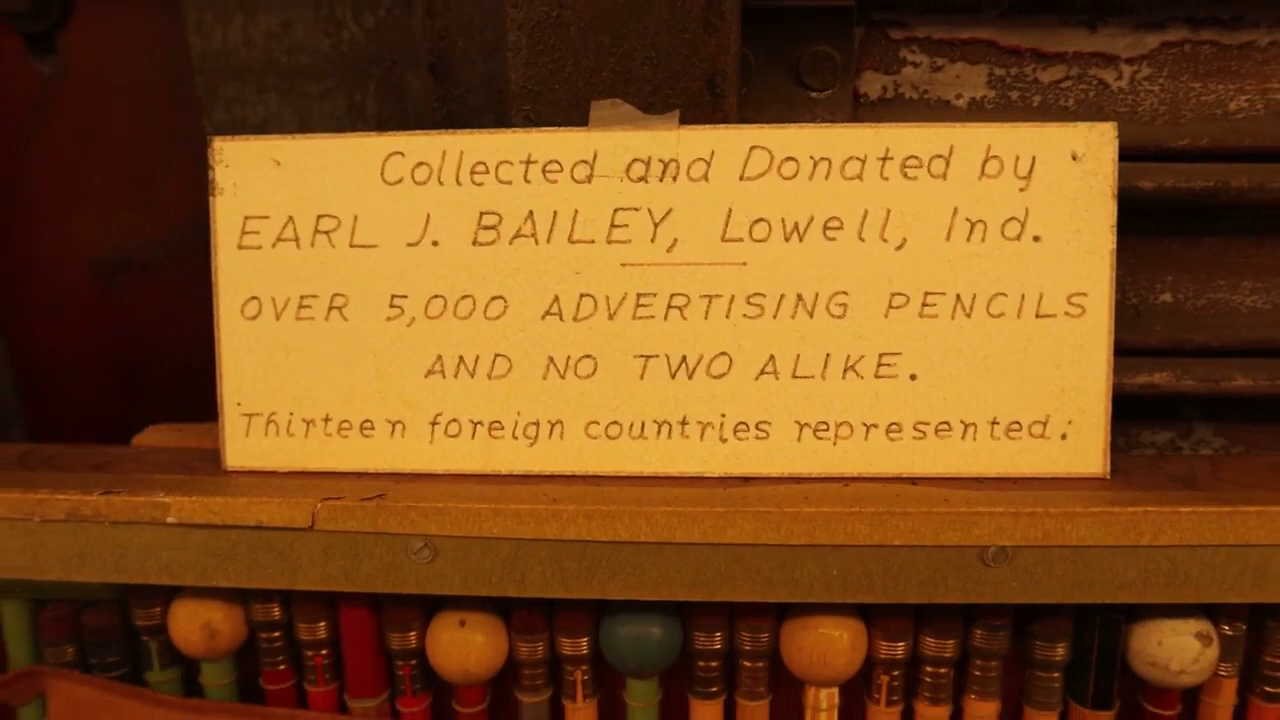 Collected and Donated by
EARL J. BAILEY, Lowell, Ind.
OVER 5,000 ADVERTISING PENCILS
AND NO TWO ALIKE.
Thirteen foreign countries represented.